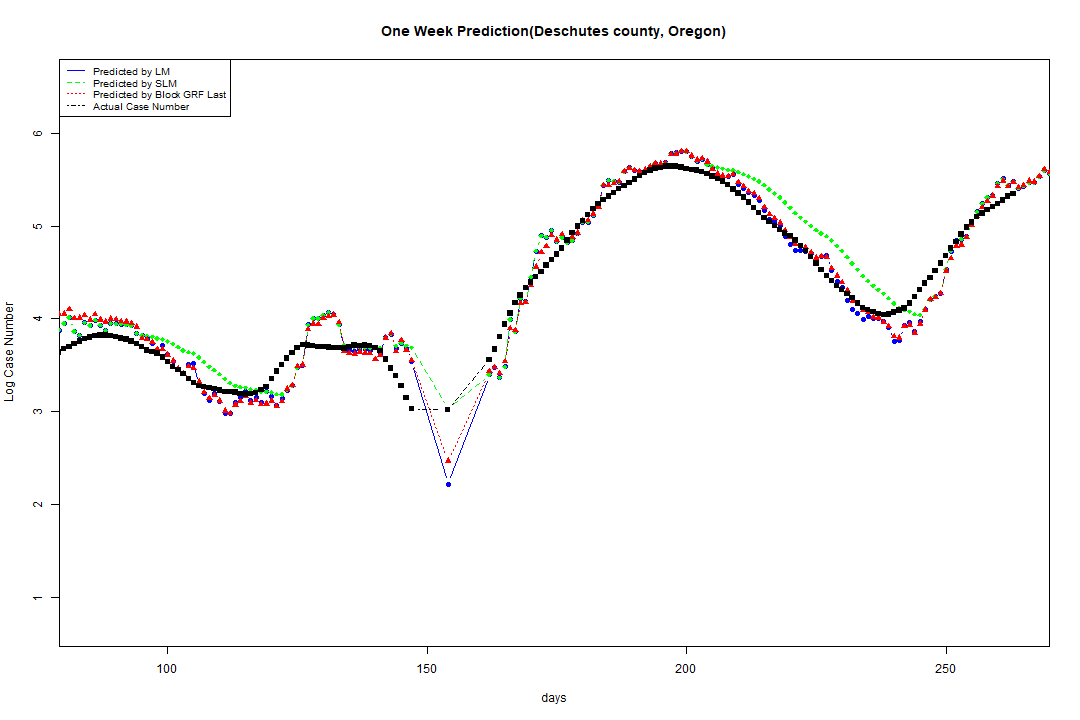 One Week Prediction(Deschutes county, Oregon)
Predicted by LM
Predicted by SLM
Predicted by Block GRF Last
Actual Case Number
Log Case Number
6
5
4
3
2
1
100 150 200 250
days